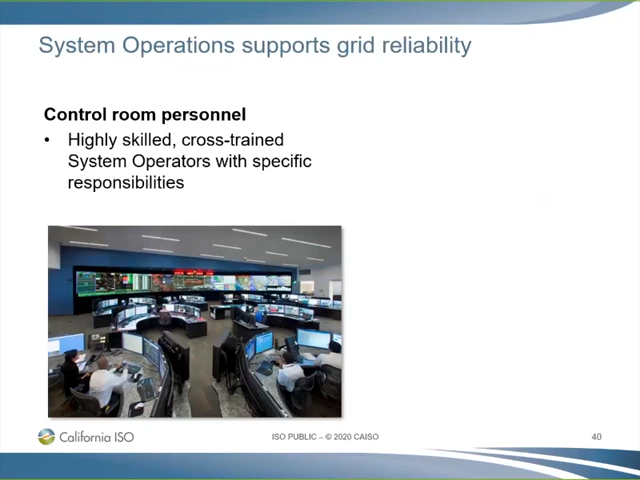 System Operations supports grid reliability
Control room personnel
• Highly skilled, cross-trained
System Operators with specific
responsibilities
California ISO
ISO PUBLIC – © 2020 CAISO
40